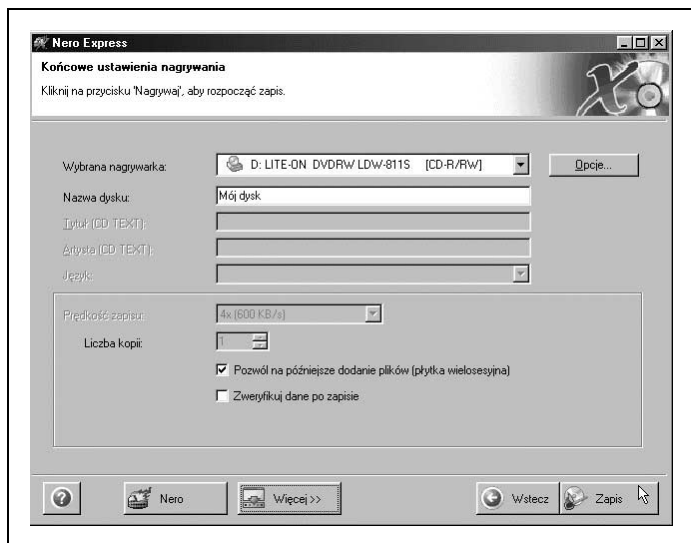 Nero Express
Końcowe ustawienia nagrywania
Kliknij na przycisku 'Nagrywaj', aby rozpocząć zapis.
Wybrana nagrywarka: D: LITE-ON DVDRW LDW-811S [CD-R/RW] Opcje...
Nazwa dysku: Mój dysk
Tytuł (CD TEXT):
Artysta (CD TEXT):
Język:
Prędkość zapisu: 4x (600 KB/s)
Liczba kopii: 1
Pozwól na późniejsze dodanie plików (płytka wielosesyjna)
Zweryfikuj dane po zapisie
? Nero Więcej >> Wstecz Zapis